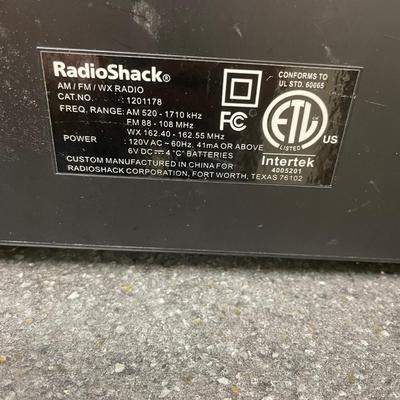 RadioShack®
AM / FM / WX RADIO
CAT.NO. : 1201178
FREQ. RANGE: AM 520 - 1710 kHz
FM 88 - 108 MHz
WX 162.40 - 162.55 MHz
POWER : 120V AC ~ 60Hz, 41mA OR ABOVE
6V DC ⎓ 4 "C" BATTERIES
CUSTOM MANUFACTURED IN CHINA FOR
RADIOSHACK CORPORATION, FORT WORTH, TEXAS 76102
FC
CONFORMS TO
UL STD. 60065
ETL
LISTED
US
Intertek
4005201